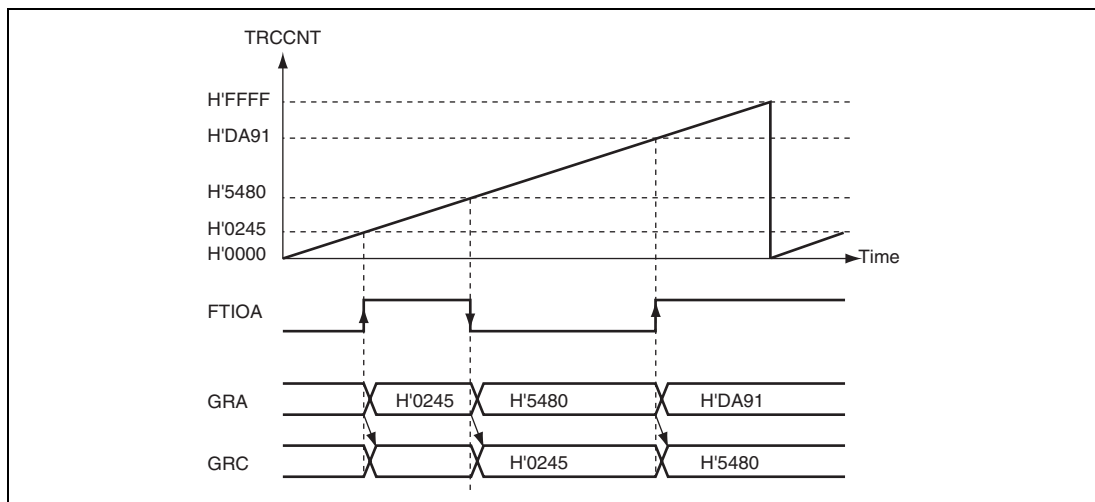 TRCCNT
H'FFFF
H'DA91
H'5480
H'0245
H'0000
Time
FTIOA
GRA H'0245 H'5480 H'DA91
GRC H'0245 H'5480